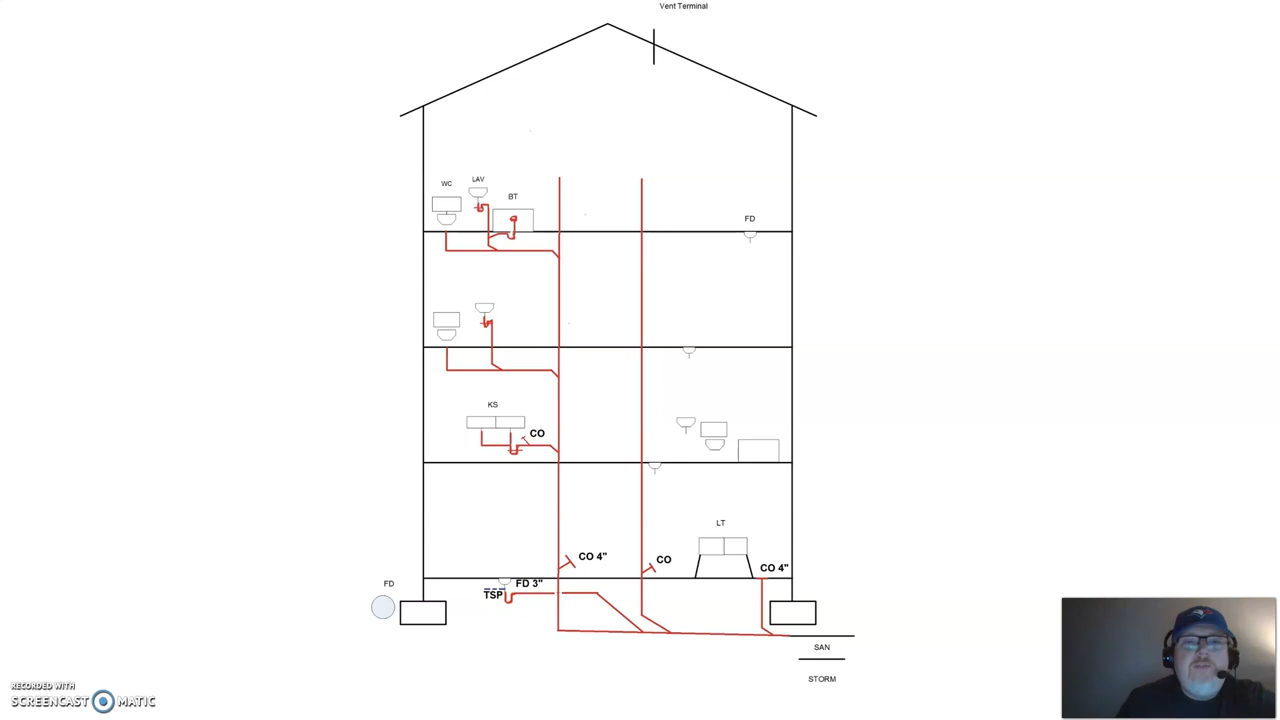 Vent Terminal
WC
LAV
BT
FD
KS
CO
LT
CO 4"
CO
CO 4"
FD
FD 3"
TSP
SAN
STORM
RECORDED WITH
SCREENCAST MATIC